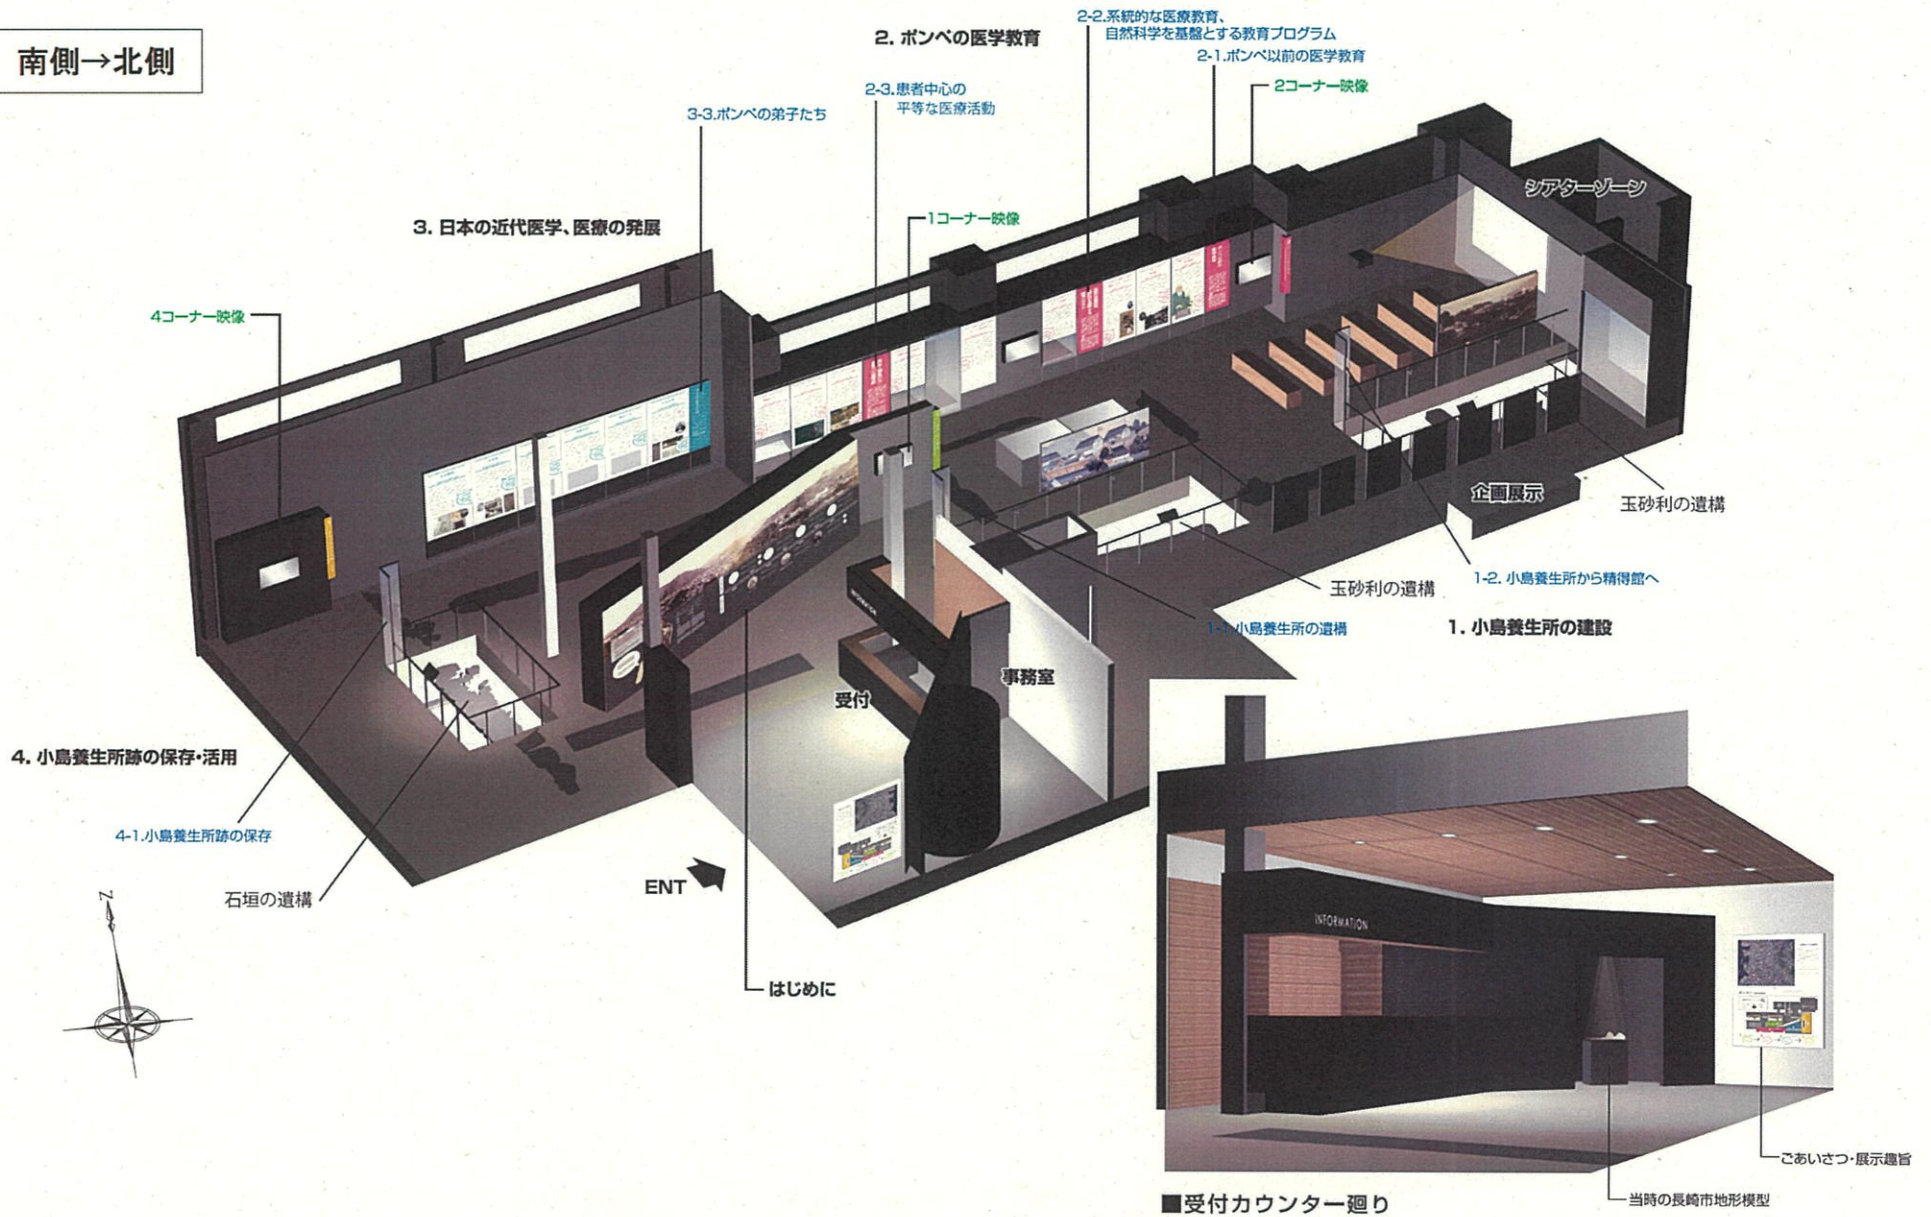 南側→北側
2. ポンペの医学教育
2-2.系統的な医療教育、
自然科学を基盤とする教育プログラム
2-1.ポンペ以前の医学教育
2コーナー映像
2-3.患者中心の
平等な医療活動
3-3.ポンペの弟子たち
シアターゾーン
1コーナー映像
3. 日本の近代医学、医療の発展
4コーナー映像
企画展示
玉砂利の遺構
1-2. 小島養生所から精得館へ
玉砂利の遺構
1-1.小島養生所の遺構
1. 小島養生所の建設
INFORMATION
事務室
受付
4. 小島養生所跡の保存・活用
4-1.小島養生所跡の保存
石垣の遺構
ENT
はじめに
N
INFORMATION
ごあいさつ・展示趣旨
当時の長崎市地形模型
■受付カウンター廻り